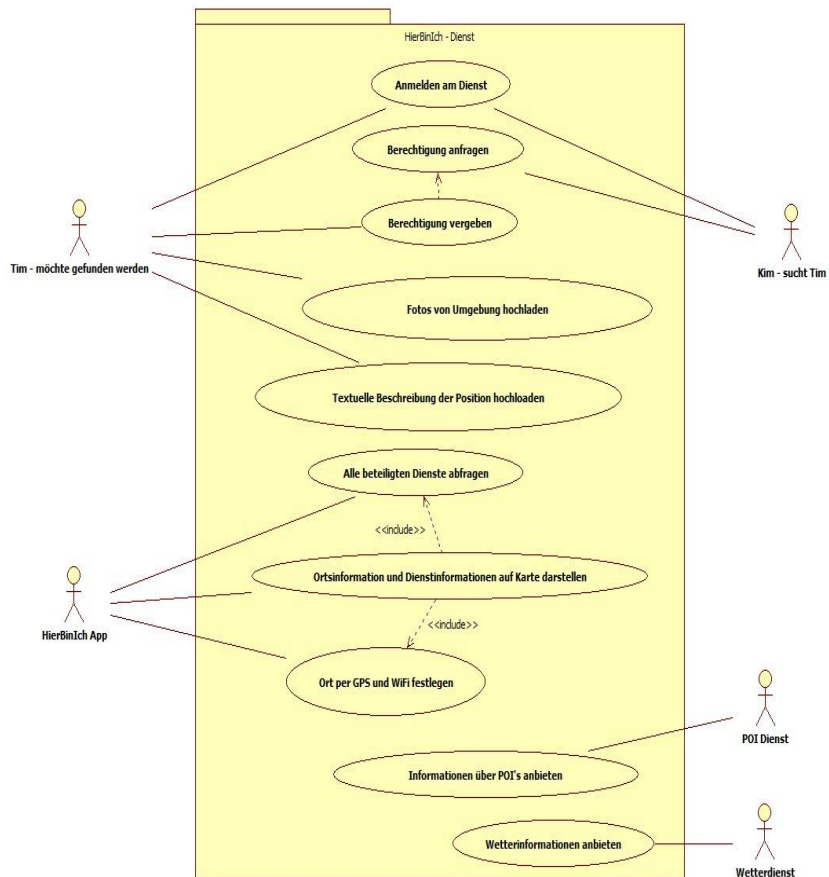 HierBinIch - Dienst
Anmelden am Dienst
Berechtigung anfragen
Berechtigung vergeben
Tim - möchte gefunden werden
Kim - sucht Tim
Fotos von Umgebung hochladen
Textuelle Beschreibung der Position hochloaden
Alle beteiligten Dienste abfragen
<<include>>
Ortsinformation und Dienstinformationen auf Karte darstellen
HierBinIch App
<<include>>
Ort per GPS und WiFi festlegen
POI Dienst
Informationen über POI's anbieten
Wetterinformationen anbieten
Wetterdienst